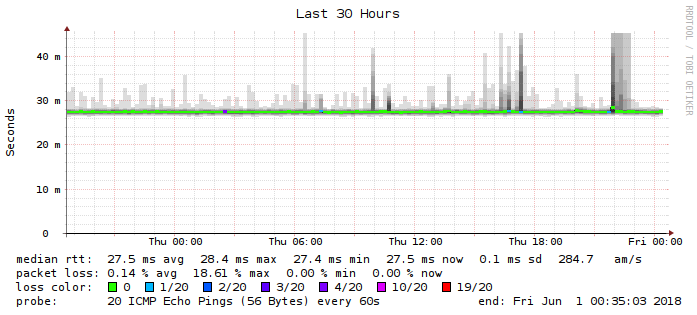 Last 30 Hours
RRDTOOL / TOBI OETIKER
Seconds
40 m
30 m
20 m
10 m
0
Thu 00:00 Thu 06:00 Thu 12:00 Thu 18:00 Fri 00:00
median rtt: 27.5 ms avg 28.4 ms max 27.4 ms min 27.5 ms now 0.1 ms sd 284.7 am/s
packet loss: 0.14 % avg 18.61 % max 0.00 % min 0.00 % now
loss color: 0 1/20 2/20 3/20 4/20 10/20 19/20
probe: 20 ICMP Echo Pings (56 Bytes) every 60s end: Fri Jun 1 00:35:03 2018